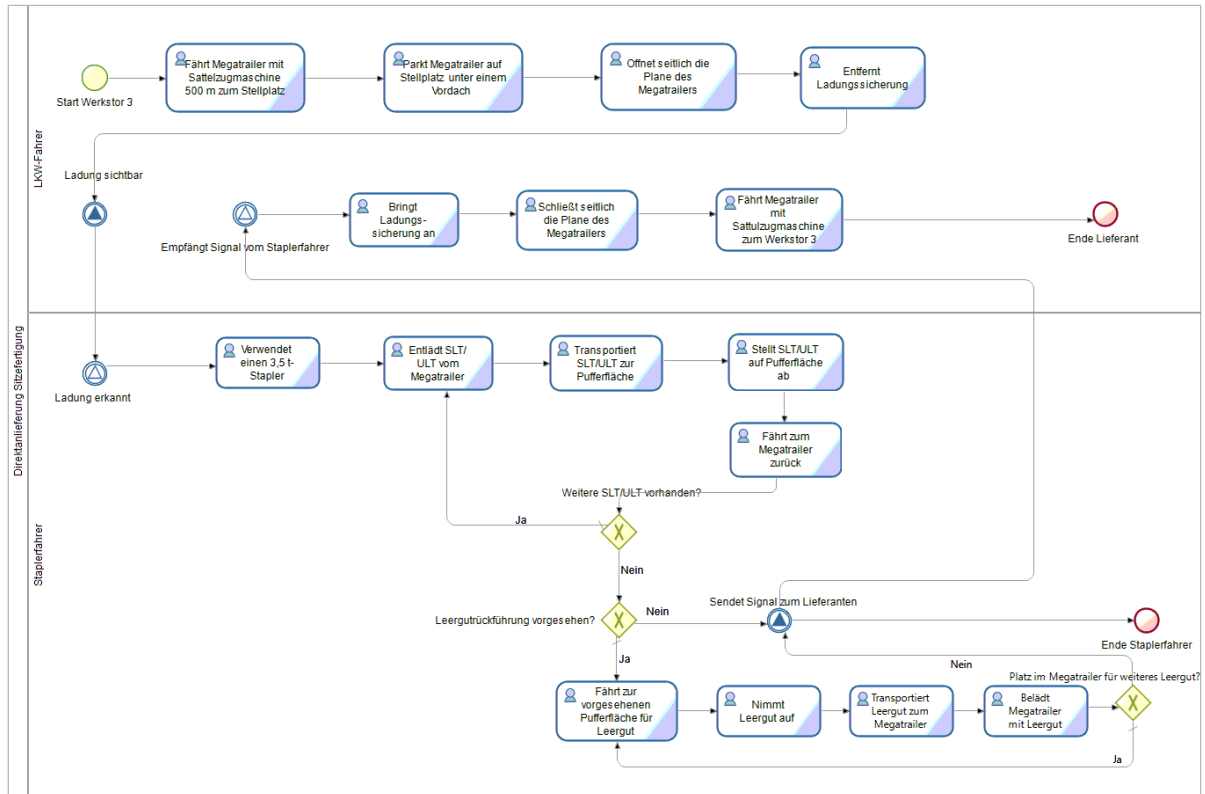 Direktanlieferung Sitzefertigung
LKW-Fahrer
Start Werkstor 3
Fährt Megatrailer mit
Sattelzugmaschine
500 m zum Stellplatz
Parkt Megatrailer auf
Stellplatz unter einem
Vordach
Öffnet seitlich die
Plane des
Megatrailers
Entfernt
Ladungssicherung
Ladung sichtbar
Empfängt Signal vom Staplerfahrer
Bringt
Ladungs-
sicherung an
Schließt seitlich
die Plane des
Megatrailers
Fährt Megatrailer
mit
Sattulzugmaschine
zum Werkstor 3
Ende Lieferant
Staplerfahrer
Ladung erkannt
Verwendet
einen 3,5 t-
Stapler
Entlädt SLT/
ULT vom
Megatrailer
Transportiert
SLT/ULT zur
Pufferfläche
Stellt SLT/ULT
auf Pufferfläche
ab
Fährt zum
Megatrailer
zurück
Weitere SLT/ULT vorhanden?
Ja
Nein
Leergutrückführung vorgesehen?
Nein
Ja
Sendet Signal zum Lieferanten
Ende Staplerfahrer
Nein
Platz im Megatrailer für weiteres Leergut?
Fährt zur
vorgesehenen
Pufferfläche für
Leergut
Nimmt
Leergut auf
Transportiert
Leergut zum
Megatrailer
Belädt
Megatrailer
mit Leergut
Ja